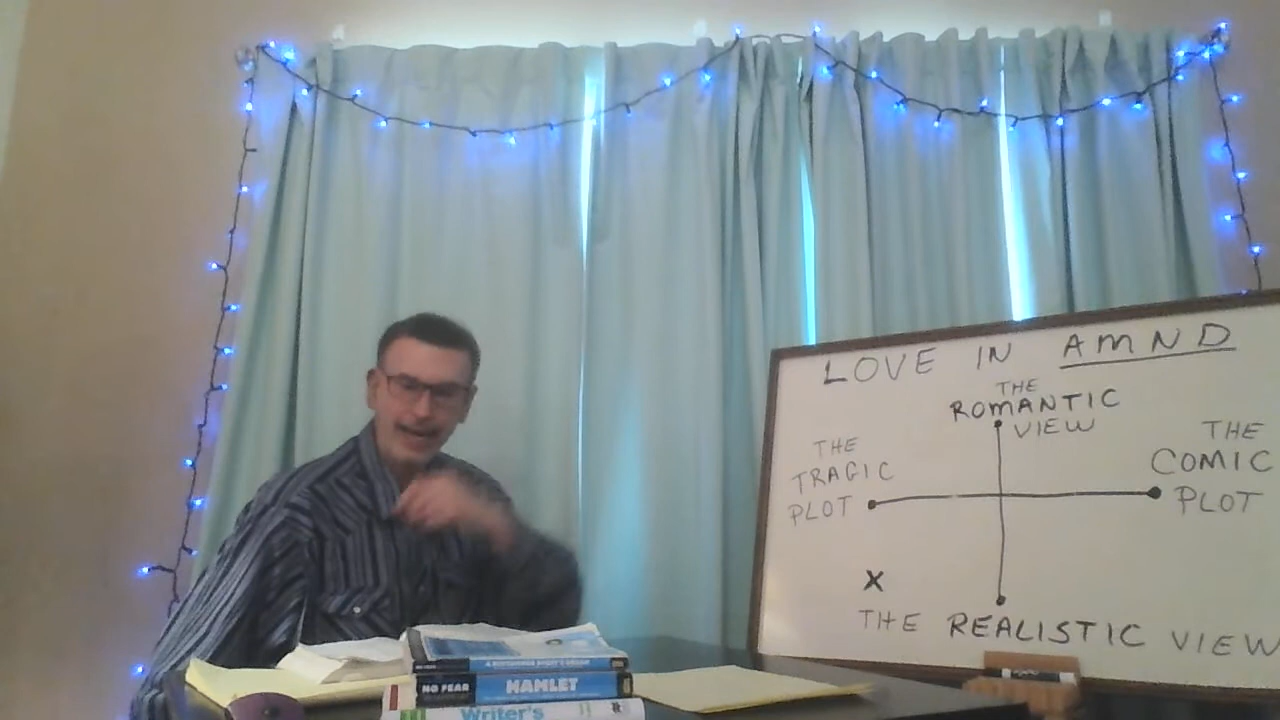 LOVE IN AMND
THE
ROMANTIC
VIEW
THE
TRAGIC
PLOT
THE
COMIC
PLOT
X
THE REALISTIC VIEW
A MIDSUMMER NIGHT'S DREAM
NO FEAR HAMLET
Writer's